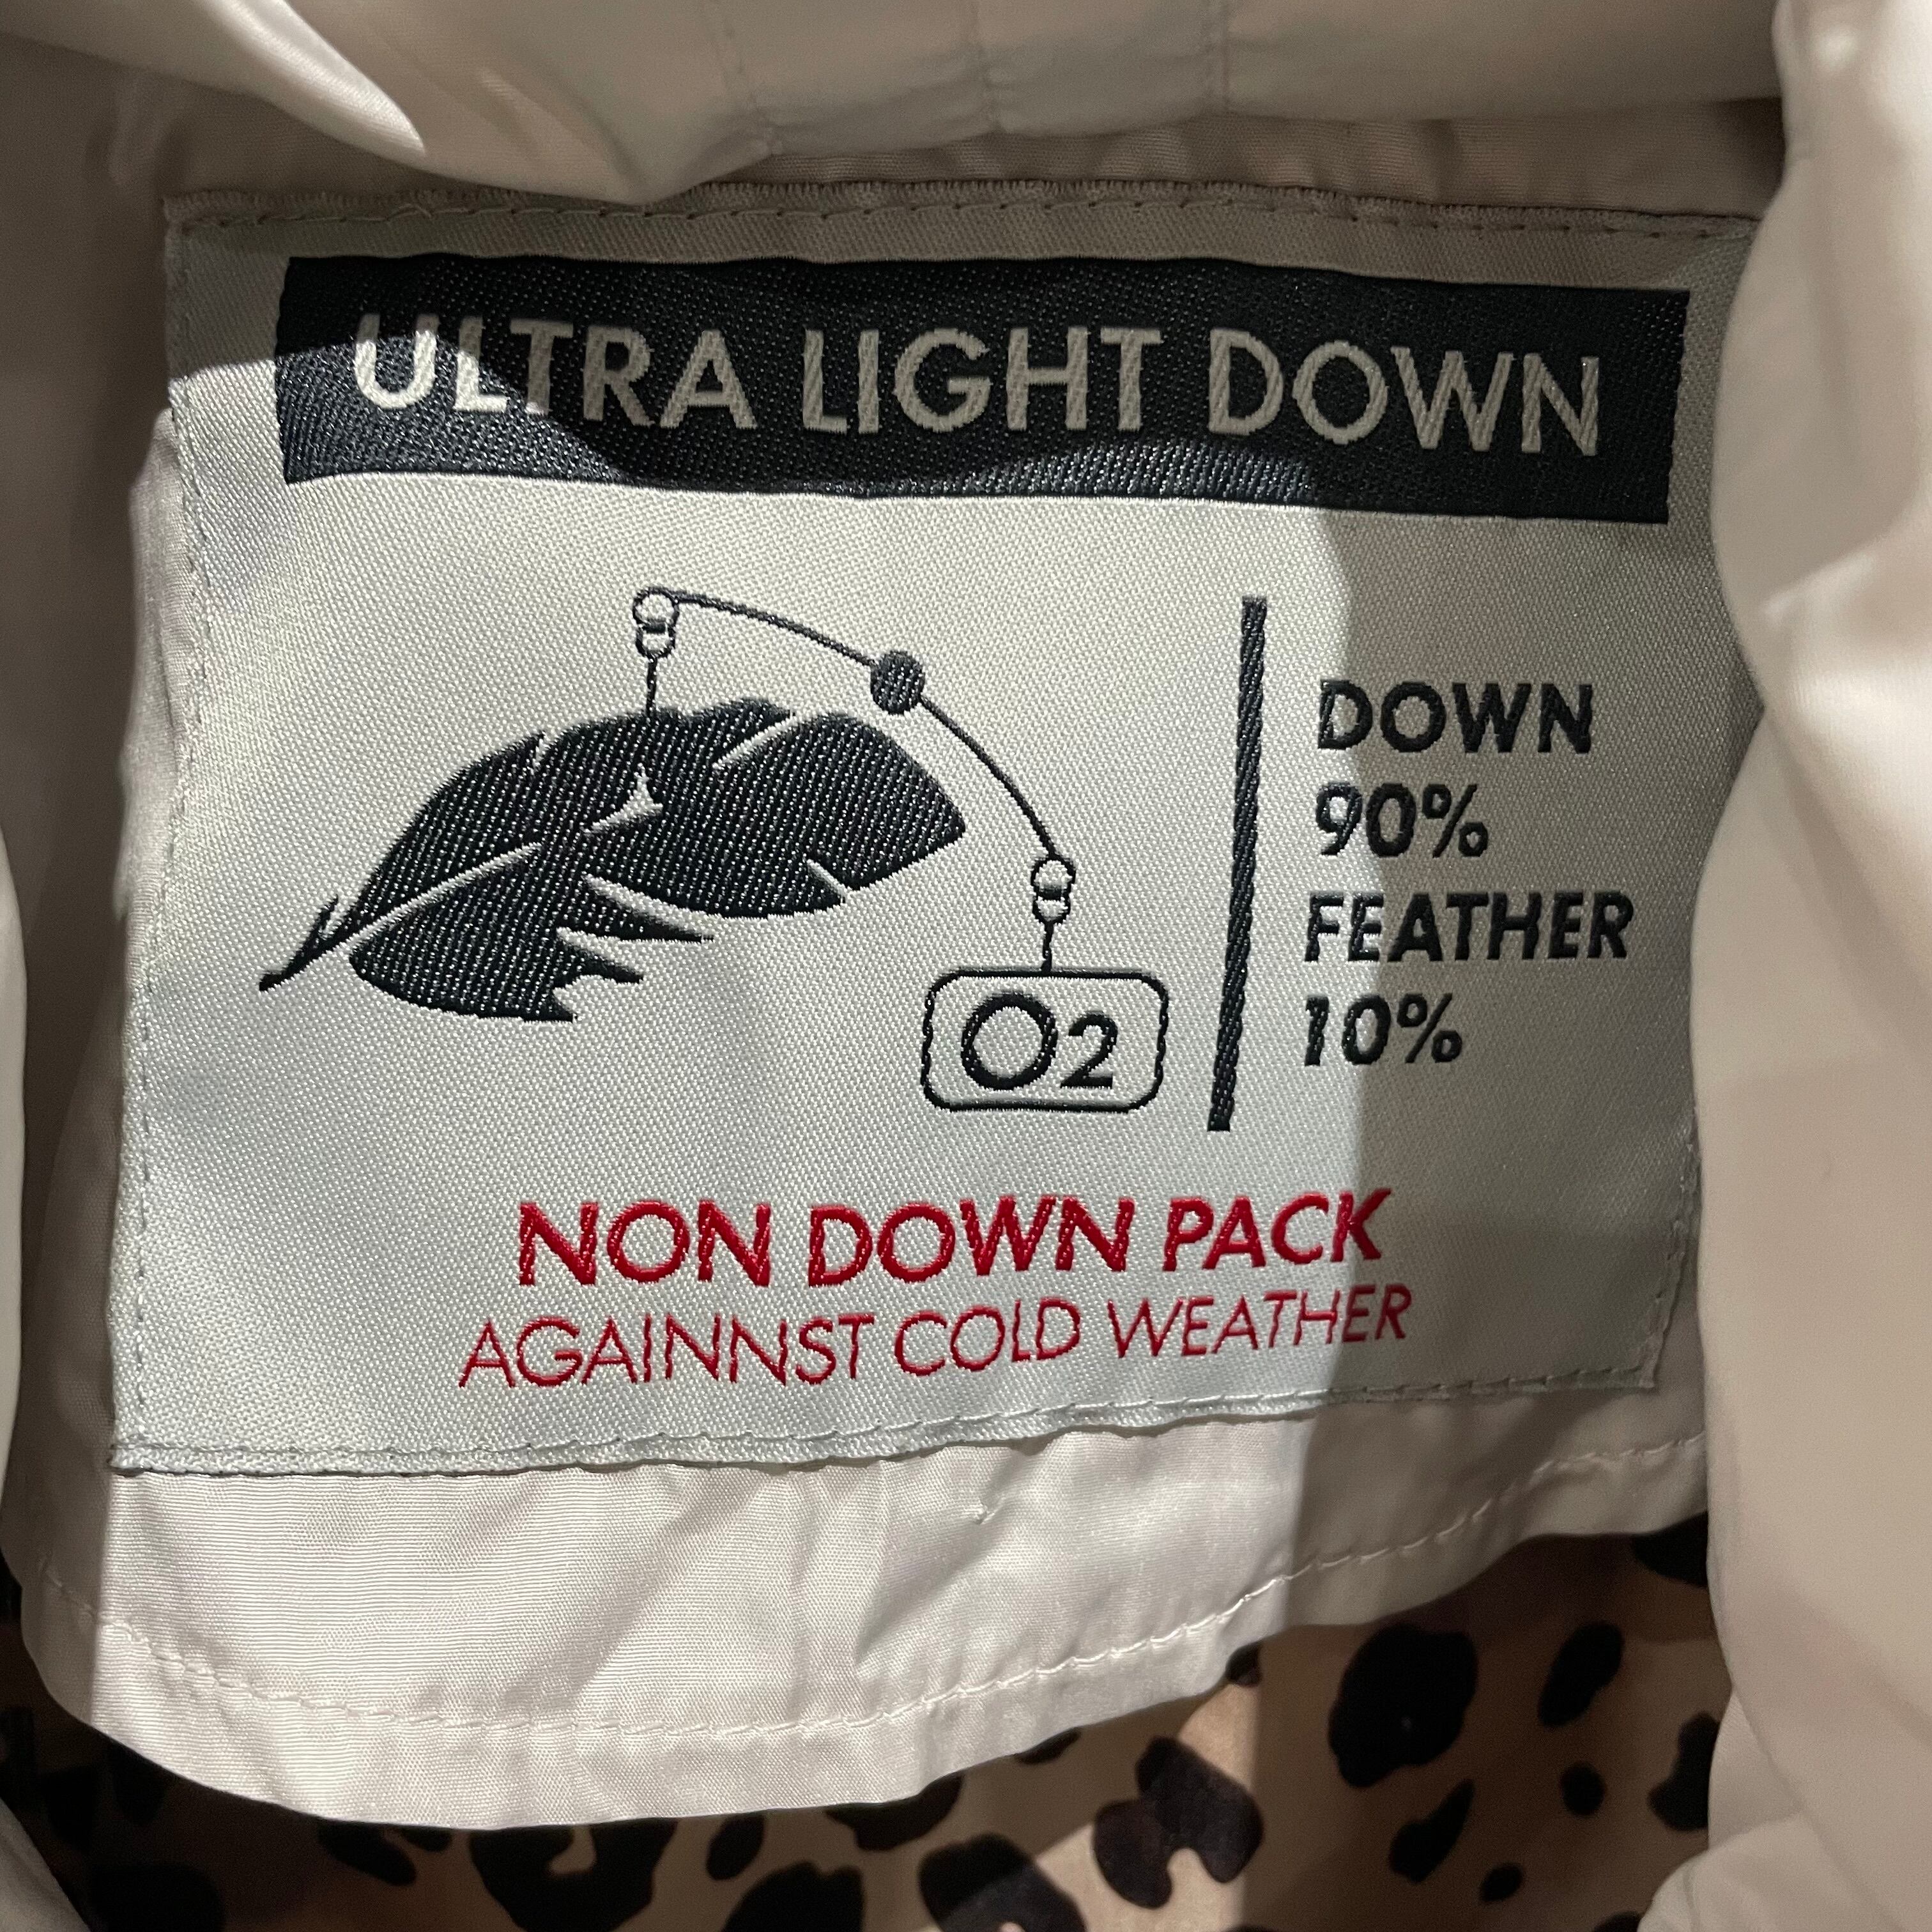 ULTRA LIGHT DOWN
DOWN
90%
FEATHER
10%
O2
NON DOWN PACK
AGAINNST COLD WEATHER